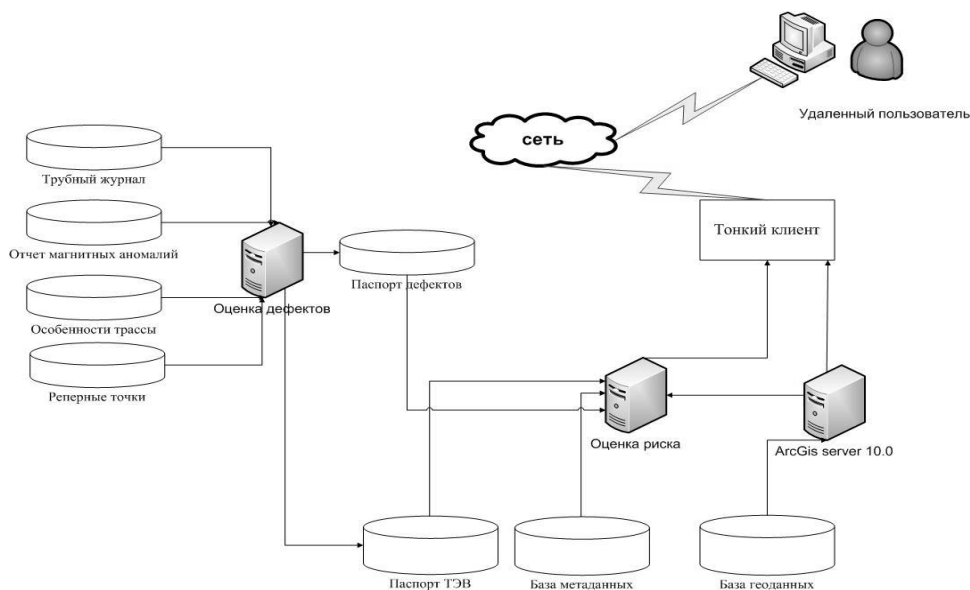 Удаленный пользователь
сеть
Трубный журнал
Тонкий клиент
Отчет магнитных аномалий
Паспорт дефектов
Оценка дефектов
Особенности трассы
Реперные точки
Оценка риска
ArcGis server 10.0
Паспорт ТЭВ
База метаданных
База геоданных